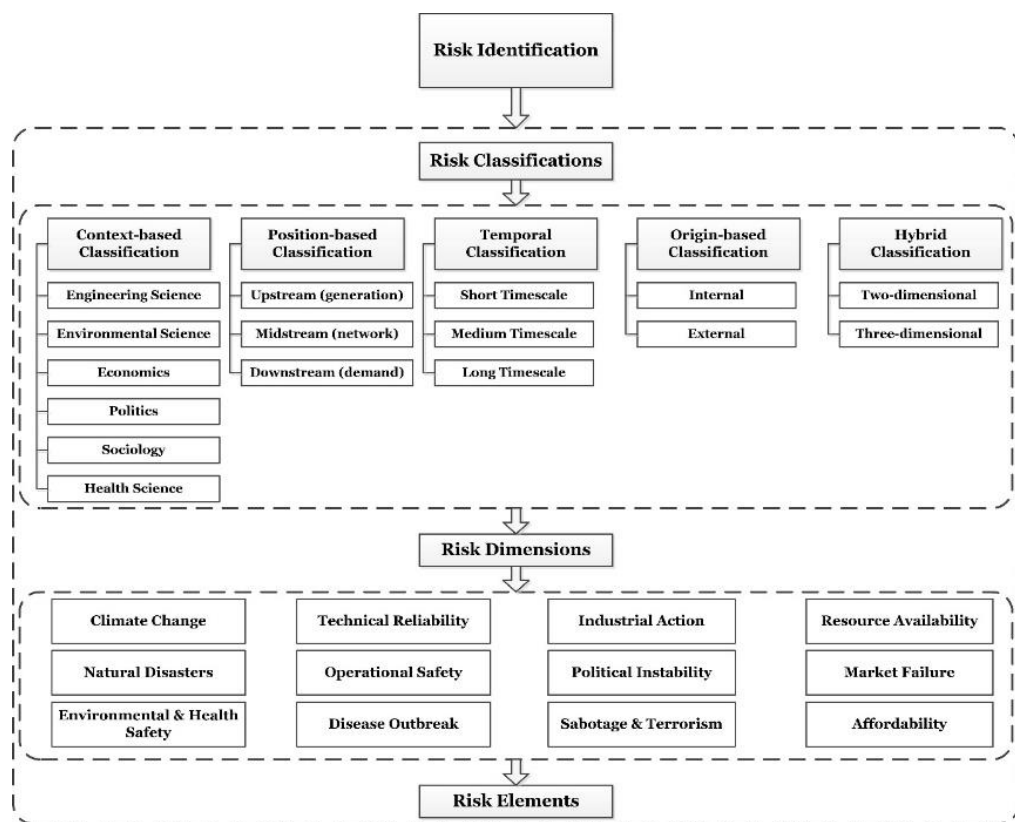 Risk Identification
Risk Classifications
Context-based
Classification
Engineering Science
Environmental Science
Economics
Politics
Sociology
Health Science
Position-based
Classification
Upstream (generation)
Midstream (network)
Downstream (demand)
Temporal
Classification
Short Timescale
Medium Timescale
Long Timescale
Origin-based
Classification
Internal
External
Hybrid
Classification
Two-dimensional
Three-dimensional
Risk Dimensions
Climate Change
Technical Reliability
Industrial Action
Resource Availability
Natural Disasters
Operational Safety
Political Instability
Market Failure
Environmental & Health
Safety
Disease Outbreak
Sabotage & Terrorism
Affordability
Risk Elements